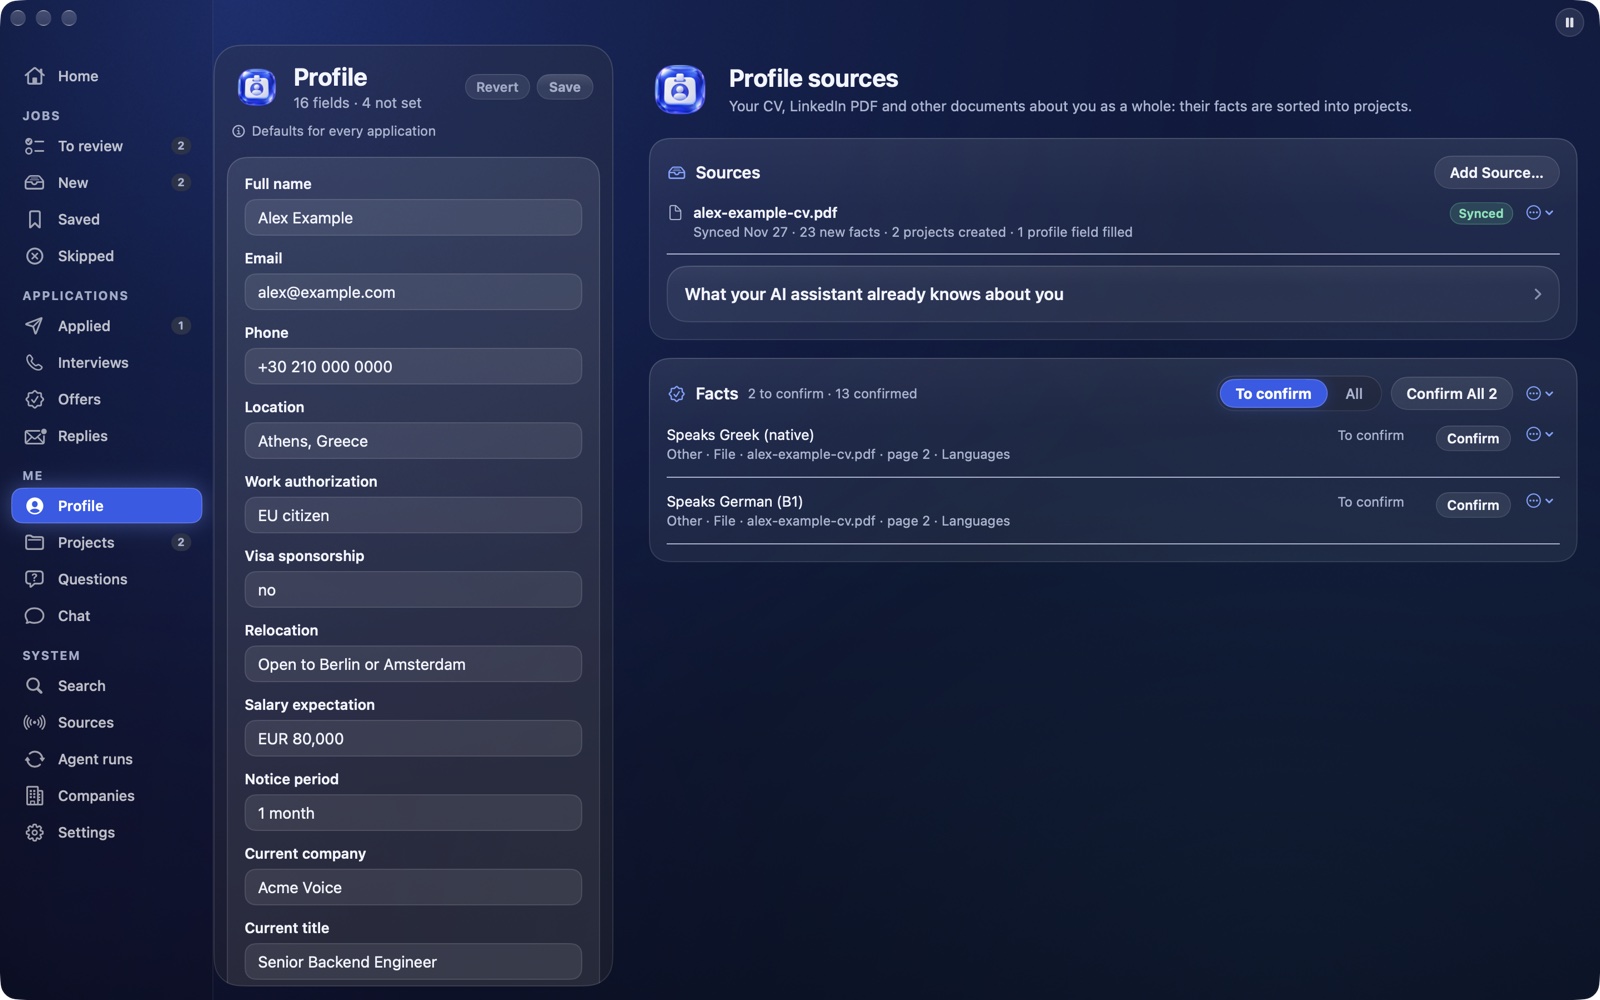 Home
JOBS
To review 2
New 2
Saved
Skipped
APPLICATIONS
Applied 1
Interviews
Offers
Replies
ME
Profile
Projects 2
Questions
Chat
SYSTEM
Search
Sources
Agent runs
Companies
Settings
Profile
16 fields · 4 not set
Revert Save
Defaults for every application
Full name
Alex Example
Email
alex@example.com
Phone
+30 210 000 0000
Location
Athens, Greece
Work authorization
EU citizen
Visa sponsorship
no
Relocation
Open to Berlin or Amsterdam
Salary expectation
EUR 80,000
Notice period
1 month
Current company
Acme Voice
Current title
Senior Backend Engineer
Profile sources
Your CV, LinkedIn PDF and other documents about you as a whole: their facts are sorted into projects.
Sources Add Source...
alex-example-cv.pdf Synced
Synced Nov 27 · 23 new facts · 2 projects created · 1 profile field filled
What your AI assistant already knows about you
Facts 2 to confirm · 13 confirmed To confirm All Confirm All 2
Speaks Greek (native) To confirm Confirm
Other · File · alex-example-cv.pdf · page 2 · Languages
Speaks German (B1) To confirm Confirm
Other · File · alex-example-cv.pdf · page 2 · Languages